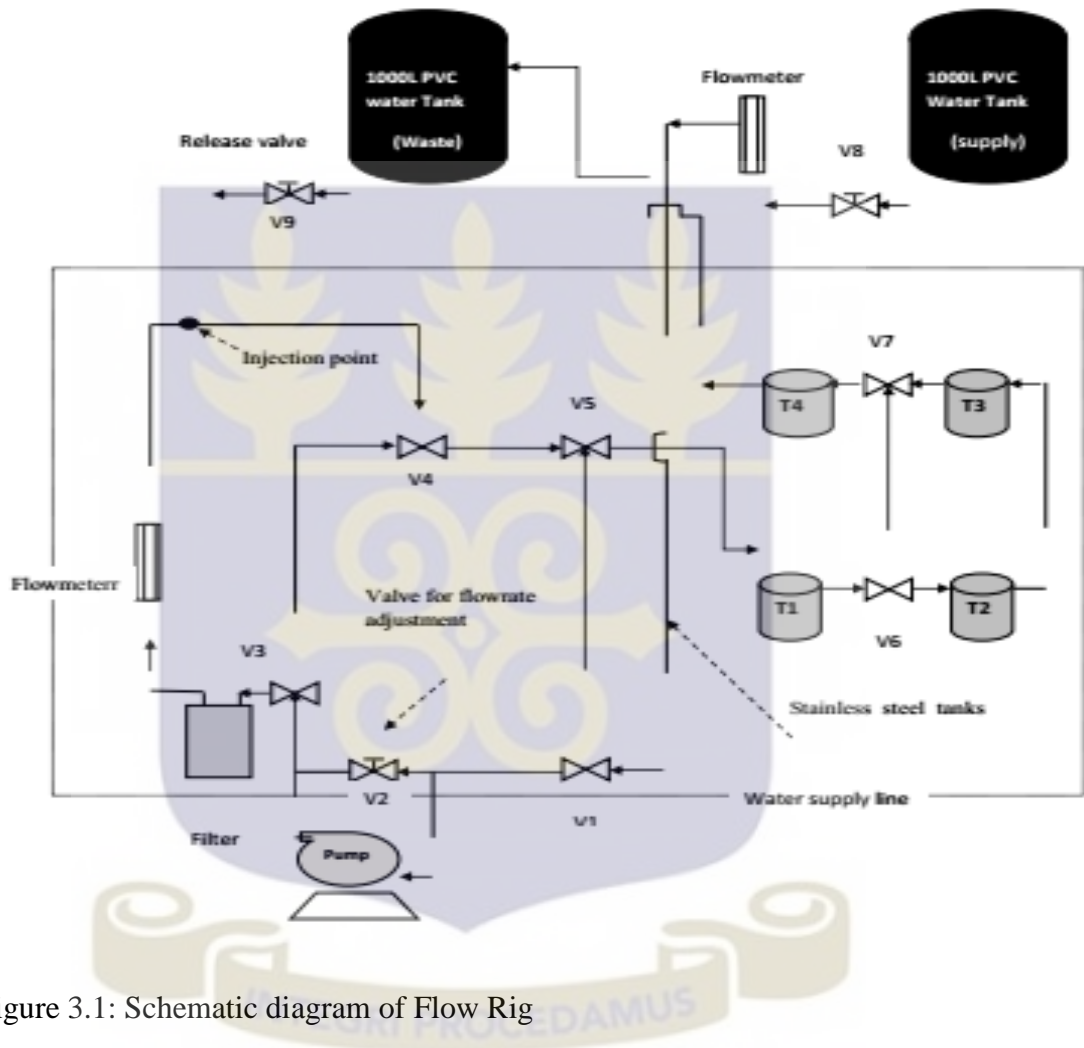 1000L PVC
water Tank
(Waste)
Flowmeter
1000L PVC
Water Tank
(supply)
Release valve
V8
V9
Injection point
V7
T4
T3
V5
V4
Flowmeterr
Valve for flowrate
adjustment
T1
T2
V6
V3
Stainless steel tanks
V2
Water supply line
V1
Filter
Pump
INTEGRI PROCEDAMUS
igure 3.1: Schematic diagram of Flow Rig